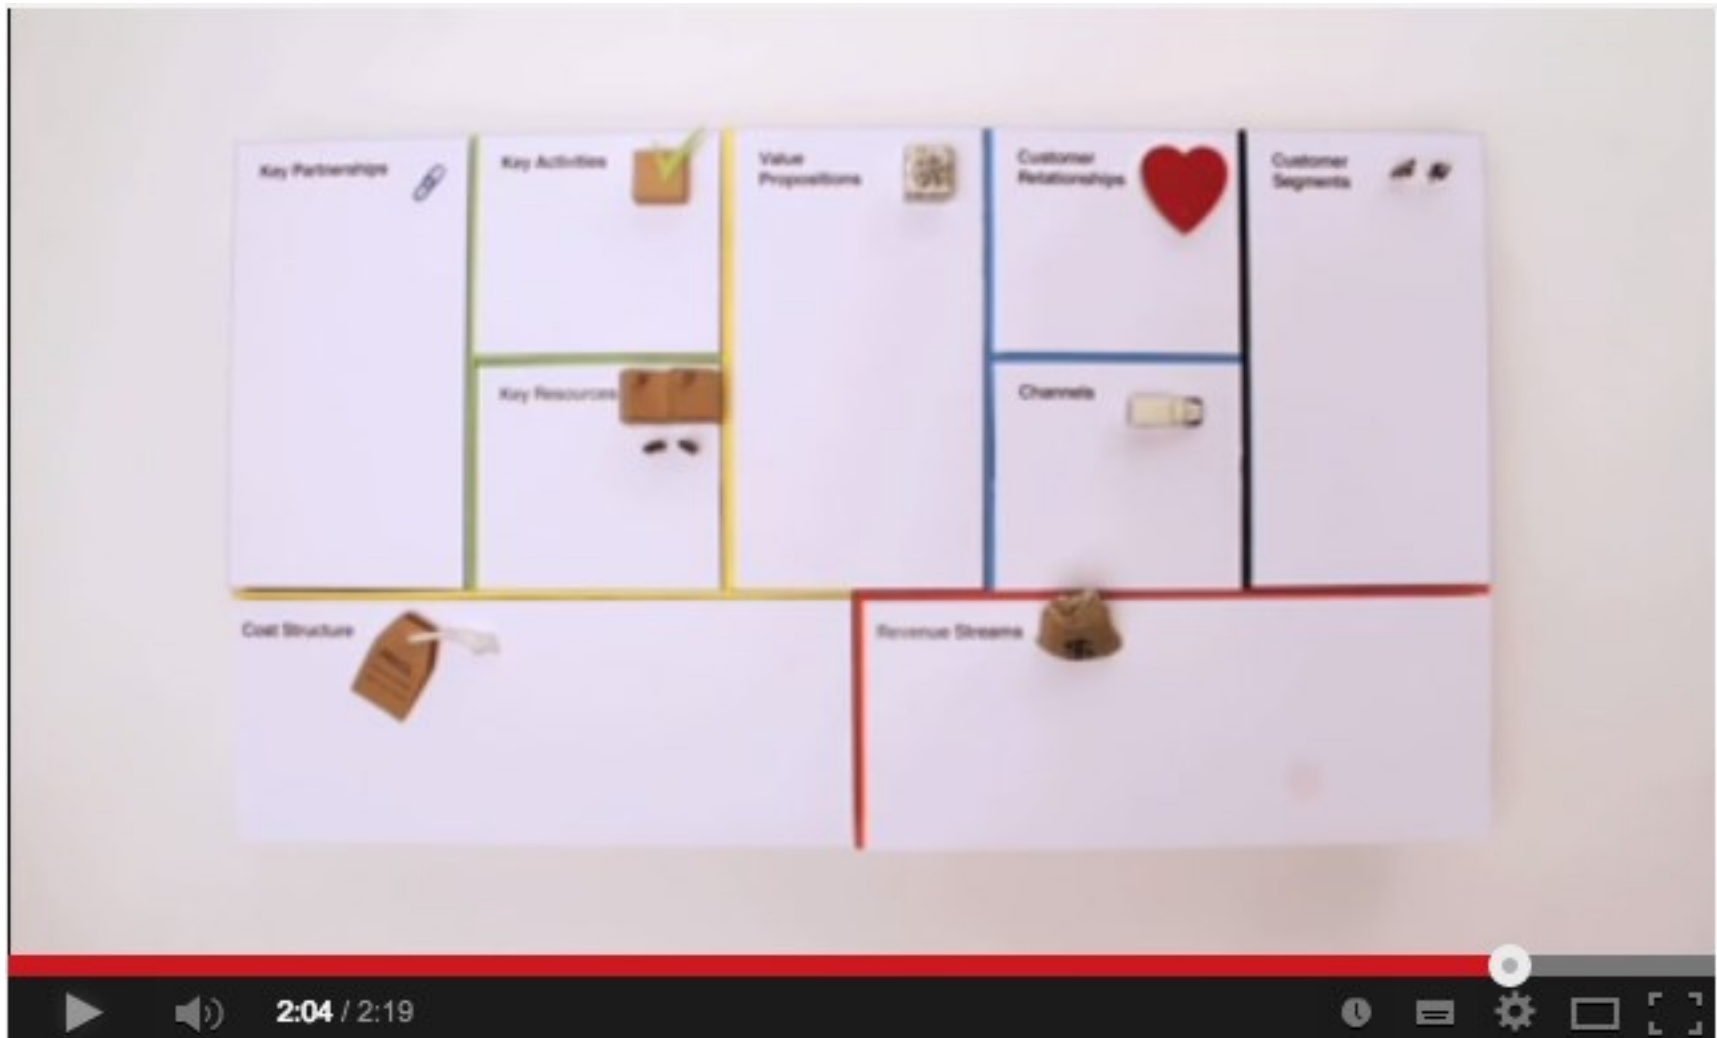 Key Partnerships
Key Activities
Value
Propositions
Customer
Relationships
Customer
Segments
Key Resources
Channels
Cost Structure
Revenue Streams
2:04 / 2:19